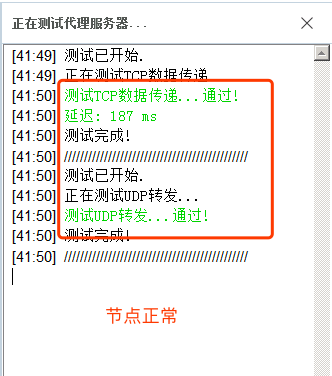 正在测试代理服务器...
[41:49] 测试已开始.
[41:49] 正在测试TCP数据传递
[41:50] 测试TCP数据传递...通过!
[41:50] 延迟: 187 ms
[41:50] 测试完成!
[41:50] //////////////////////////////////////////////
[41:50] 测试已开始.
[41:50] 正在测试UDP转发...
[41:50] 测试UDP转发...通过!
[41:50] 测试完成!
[41:50] //////////////////////////////////////////////
节点正常